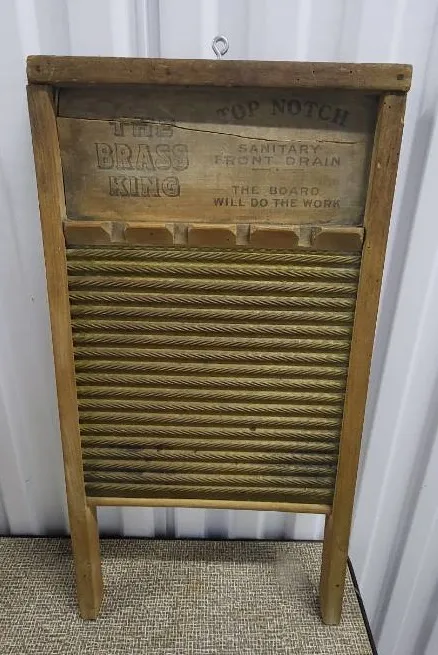 THE
BRASS
KING
TOP NOTCH
SANITARY
FRONT DRAIN
THE BOARD
WILL DO THE WORK